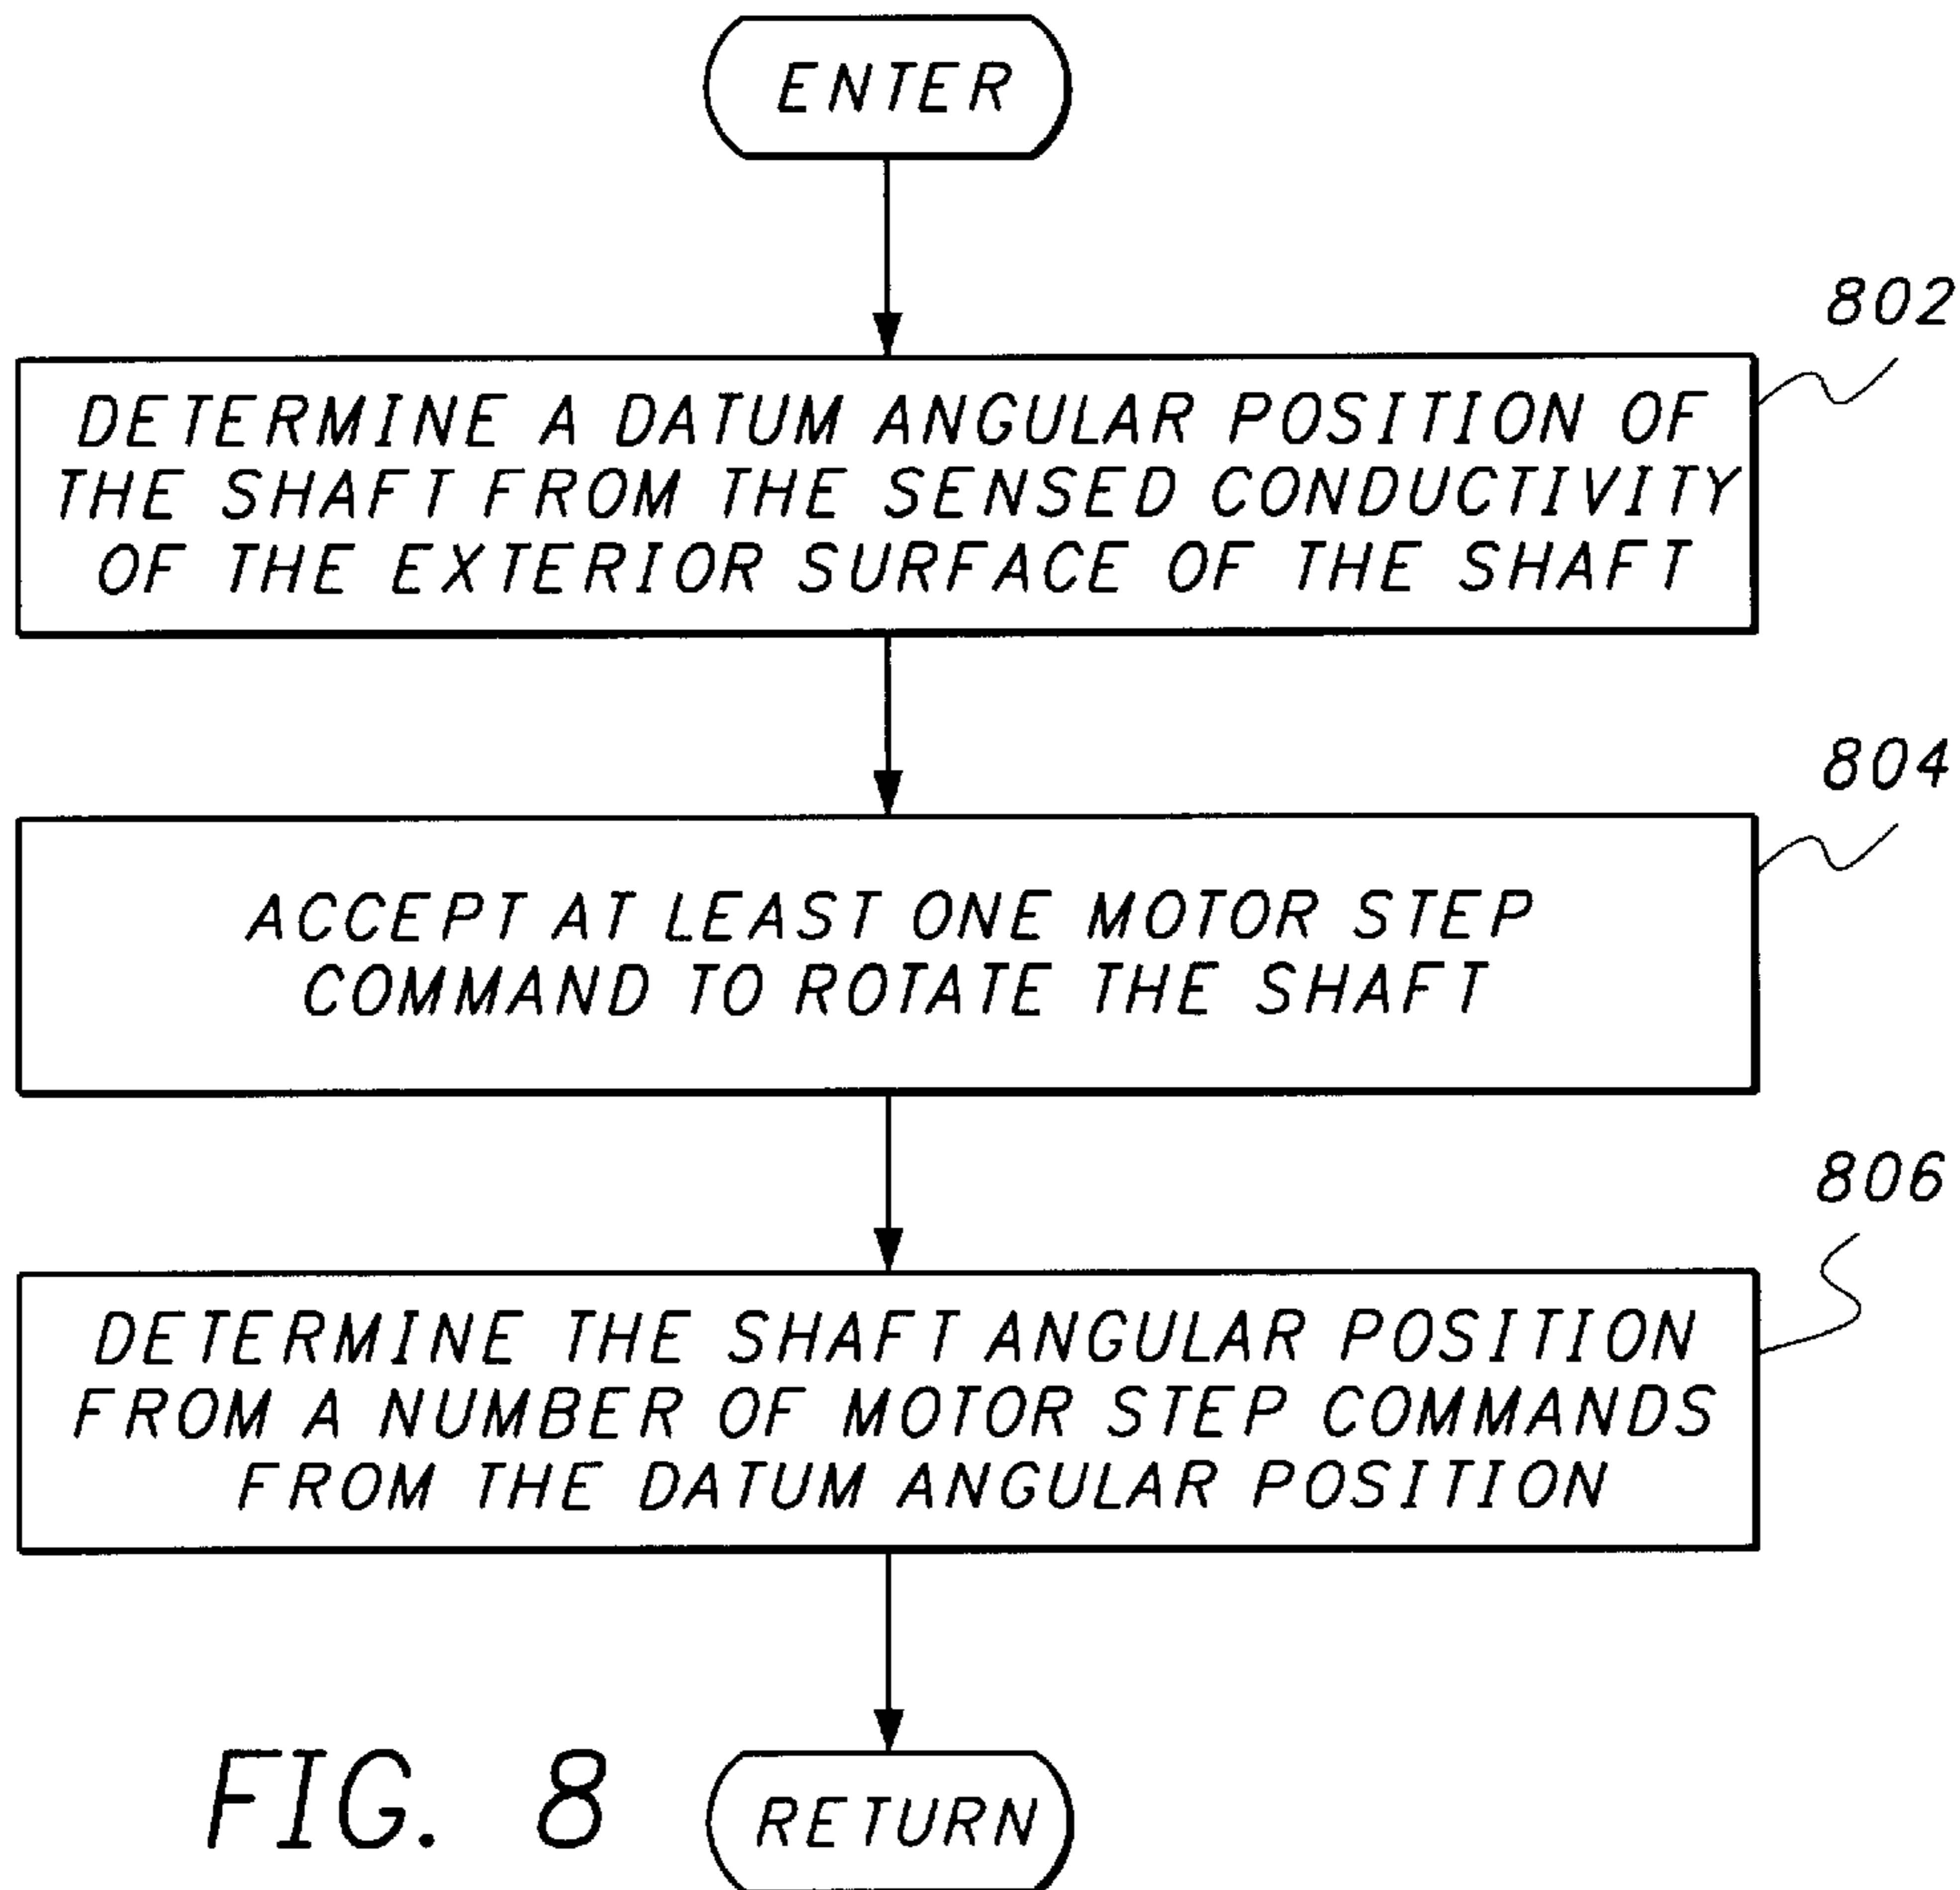 ENTER
802
DETERMINE A DATUM ANGULAR POSITION OF
THE SHAFT FROM THE SENSED CONDUCTIVITY
OF THE EXTERIOR SURFACE OF THE SHAFT
804
ACCEPT AT LEAST ONE MOTOR STEP
COMMAND TO ROTATE THE SHAFT
806
DETERMINE THE SHAFT ANGULAR POSITION
FROM A NUMBER OF MOTOR STEP COMMANDS
FROM THE DATUM ANGULAR POSITION
FIG. 8
RETURN